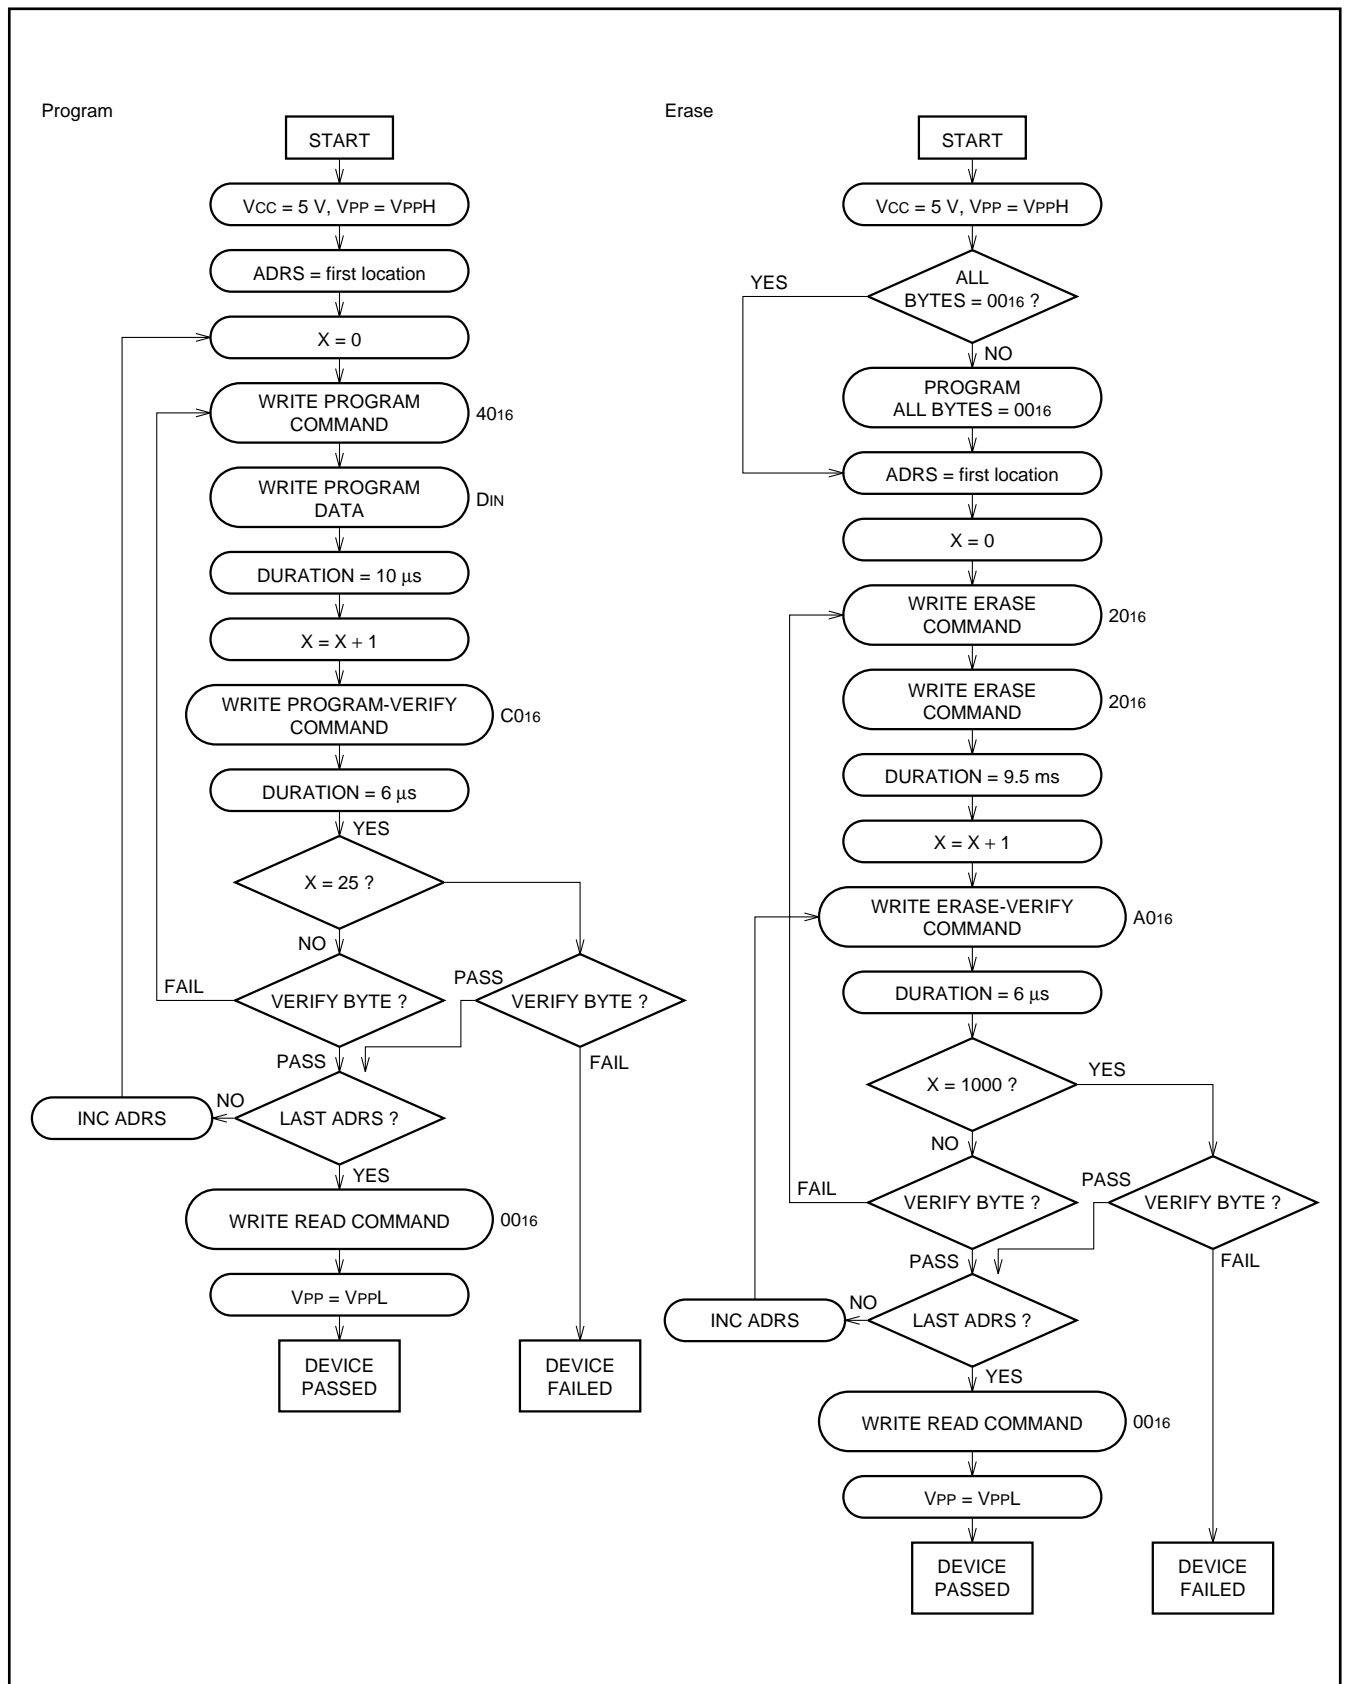 Program
START
VCC = 5 V, VPP = VPPH
ADRS = first location
X = 0
WRITE PROGRAM
COMMAND
4016
WRITE PROGRAM
DATA
DIN
DURATION = 10 µs
X = X + 1
WRITE PROGRAM-VERIFY
COMMAND
C016
DURATION = 6 µs
YES
X = 25 ?
NO
FAIL
VERIFY BYTE ?
PASS
VERIFY BYTE ?
PASS
FAIL
INC ADRS
NO
LAST ADRS ?
YES
WRITE READ COMMAND
0016
VPP = VPPL
DEVICE
PASSED
DEVICE
FAILED
Erase
START
VCC = 5 V, VPP = VPPH
YES
ALL
BYTES = 0016 ?
NO
PROGRAM
ALL BYTES = 0016
ADRS = first location
X = 0
WRITE ERASE
COMMAND
2016
WRITE ERASE
COMMAND
2016
DURATION = 9.5 ms
X = X + 1
WRITE ERASE-VERIFY
COMMAND
A016
DURATION = 6 µs
X = 1000 ?
YES
NO
FAIL
VERIFY BYTE ?
PASS
VERIFY BYTE ?
PASS
FAIL
INC ADRS
NO
LAST ADRS ?
YES
WRITE READ COMMAND
0016
VPP = VPPL
DEVICE
PASSED
DEVICE
FAILED